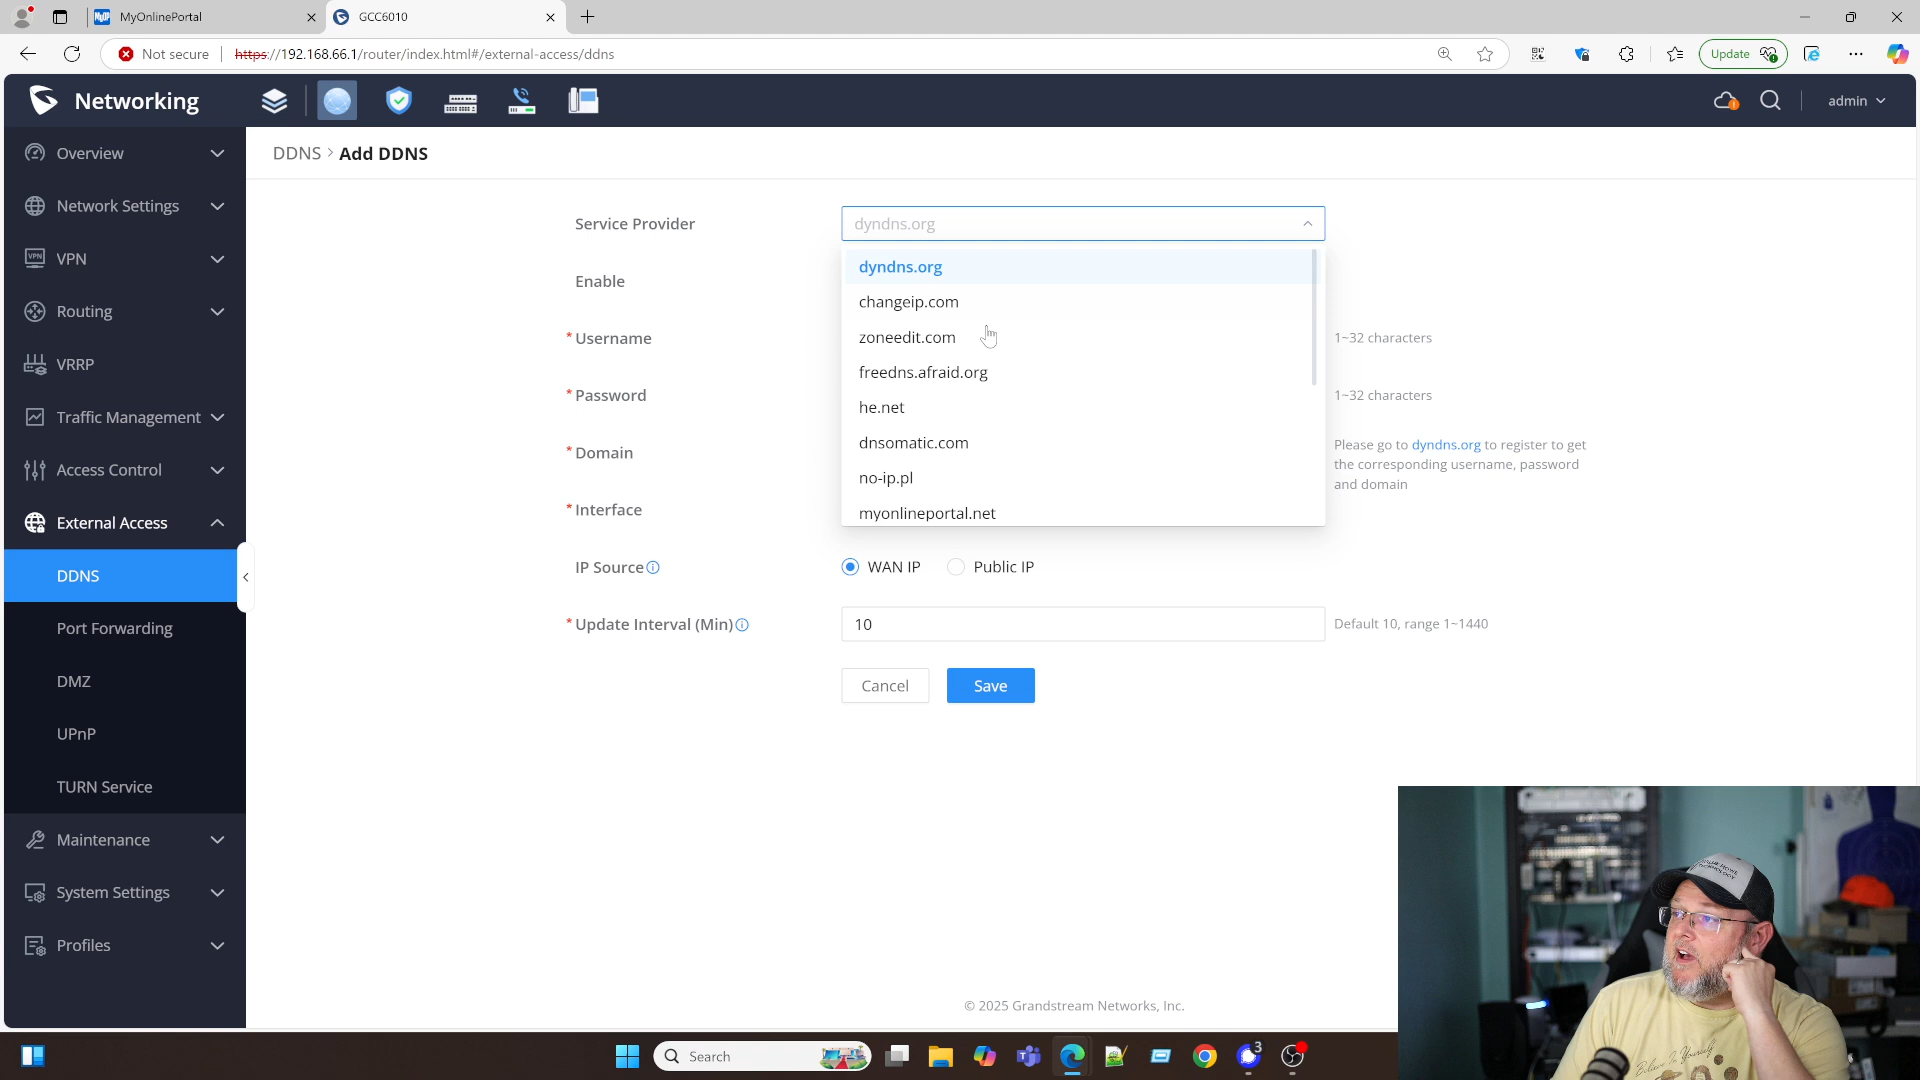 MyOnlinePortal
GCC6010
Not secure
https://192.168.66.1/router/index.html#/external-access/ddns
Update
Networking
admin
Overview
Network Settings
VPN
Routing
VRRP
Traffic Management
Access Control
External Access
DDNS
Port Forwarding
DMZ
UPnP
TURN Service
Maintenance
System Settings
Profiles
DDNS > Add DDNS
Service Provider
dyndns.org
dyndns.org
changeip.com
zoneedit.com
freedns.afraid.org
he.net
dnsomatic.com
no-ip.pl
myonlineportal.net
Enable
* Username
1~32 characters
* Password
1~32 characters
* Domain
Please go to dyndns.org to register to get
the corresponding username, password
and domain
* Interface
IP Source
WAN IP
Public IP
* Update Interval (Min)
10
Default 10, range 1~1440
Cancel
Save
© 2025 Grandstream Networks, Inc.
Search
3